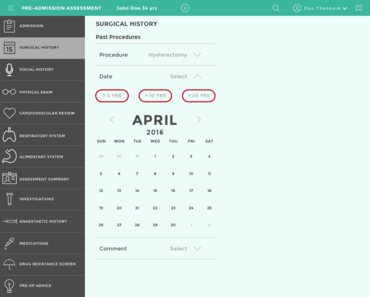 PRE-ADMISSION ASSESSMENT
John Doe 34 yrs
Don Theobald
ADMISSION
15
SURGICAL HISTORY
SOCIAL HISTORY
PHYSICAL EXAM
CARDIOVASCULAR REVIEW
RESPIRATORY SYSTEM
ALIMENTARY SYSTEM
ASSESSMENT SUMMARY
INVESTIGATIONS
ANAESTHETIC HISTORY
MEDICATIONS
DRUG RESISTANCE SCREEN
PRE OP ADVICE
SURGICAL HISTORY
Past Procedures
Procedure Hysterectomy
Date Select
> 5 YRS > 10 YRS > 20 YRS
APRIL
2016
SUN MON TUE WED THU FRI SAT
29 30 31 1 2 3 4
5 6 7 8 9 10 11
12 13 14 15 16 17 18
19 20 21 22 23 24 25
26 27 28 29 30 1 2
Comment Select